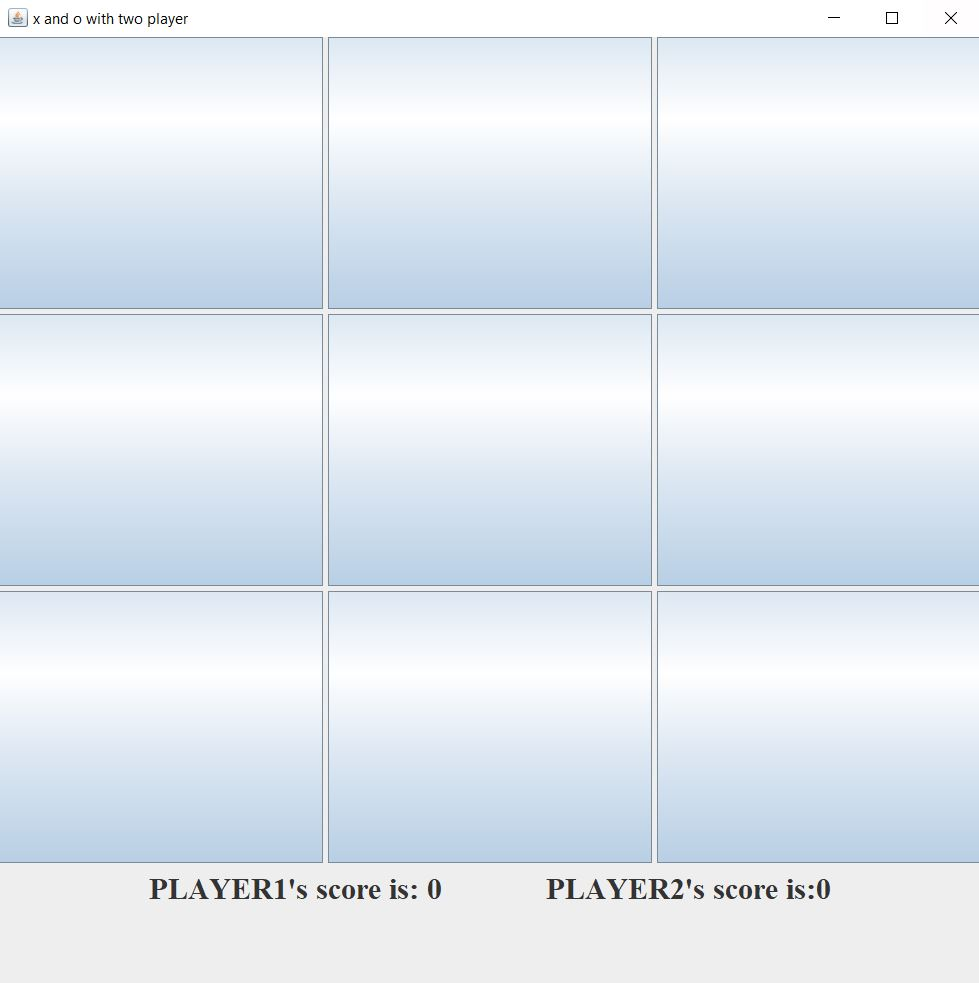 x and o with two player
PLAYER1's score is: 0 PLAYER2's score is:0